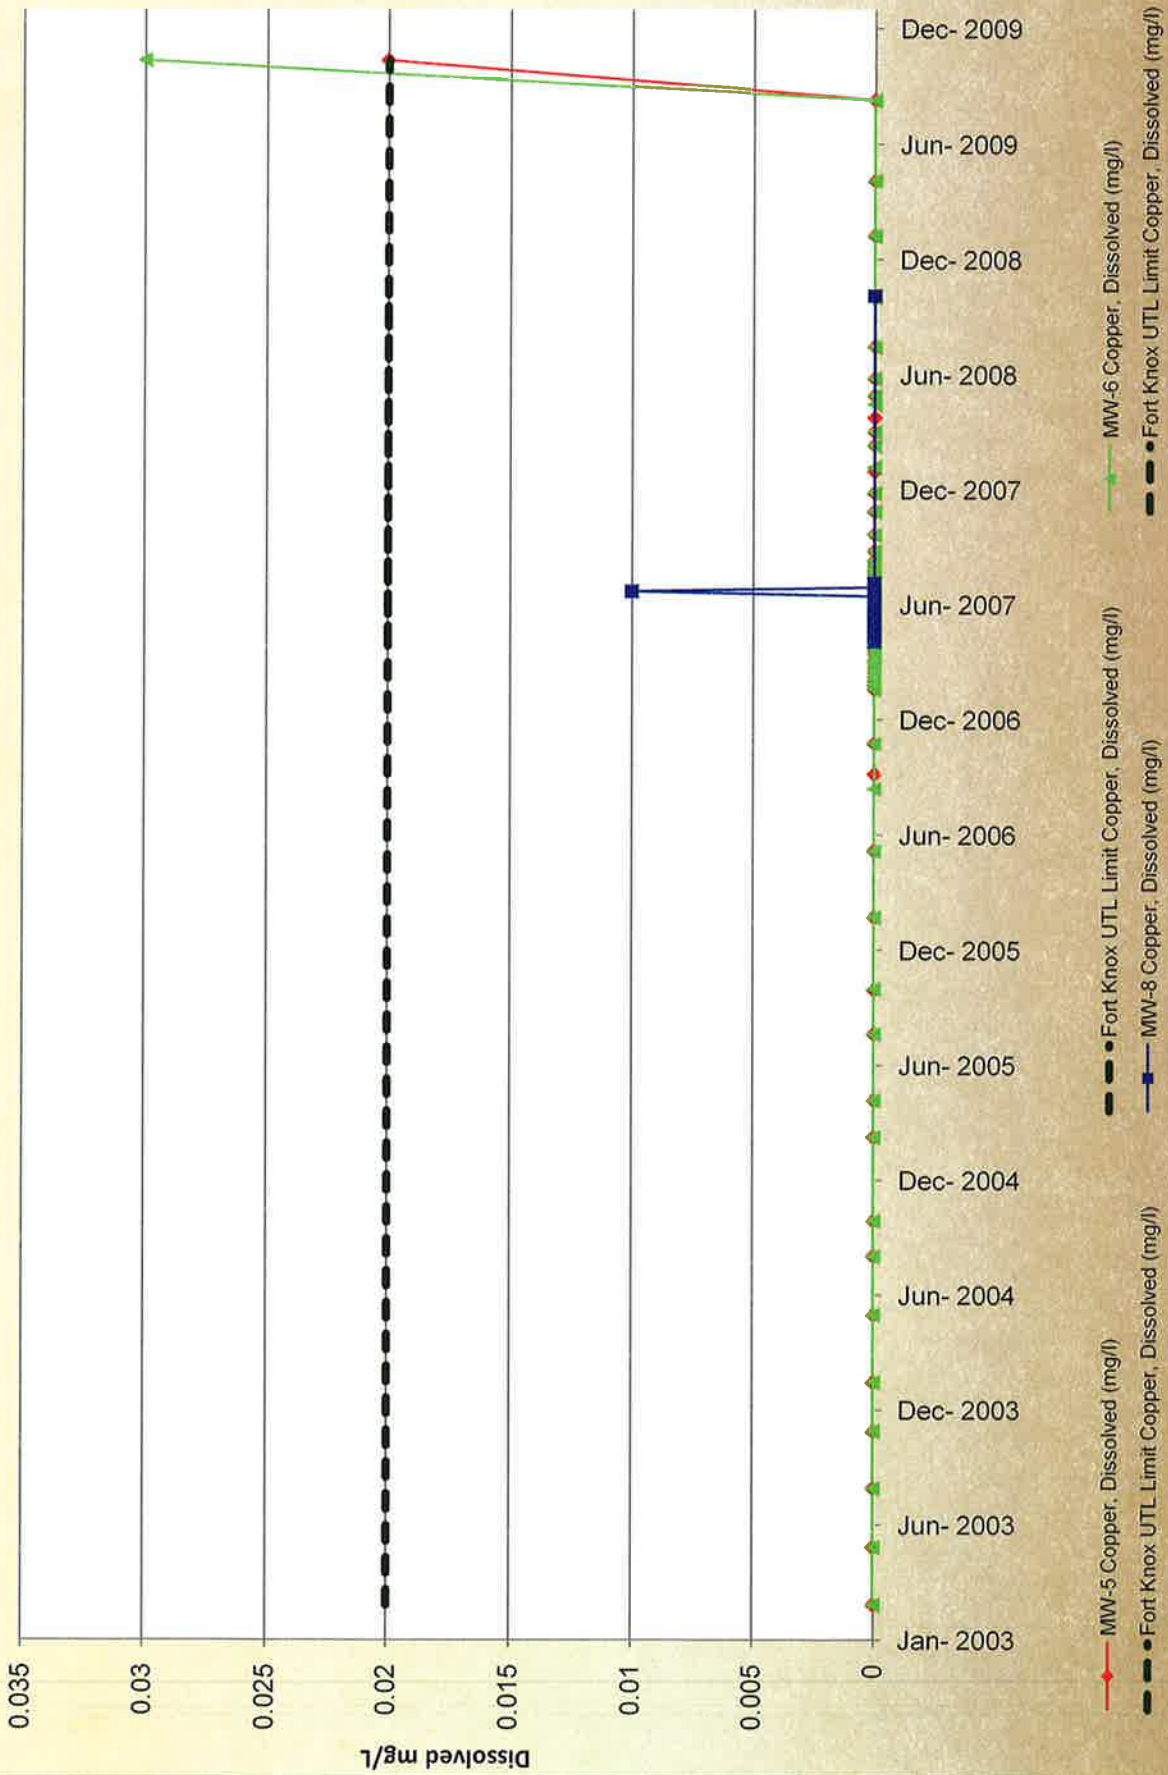 0.035
0.03
0.025
0.02
0.015
0.01
0.005
0
Dissolved mg/L
Jan- 2003
Jun- 2003
Dec- 2003
Jun- 2004
Dec- 2004
Jun- 2005
Dec- 2005
Jun- 2006
Dec- 2006
Jun- 2007
Dec- 2007
Jun- 2008
Dec- 2008
Jun- 2009
Dec- 2009
MW-5 Copper, Dissolved (mg/l)
Fort Knox UTL Limit Copper, Dissolved (mg/l)
MW-6 Copper, Dissolved (mg/l)
Fort Knox UTL Limit Copper, Dissolved (mg/l)
MW-8 Copper, Dissolved (mg/l)
Fort Knox UTL Limit Copper, Dissolved (mg/l)